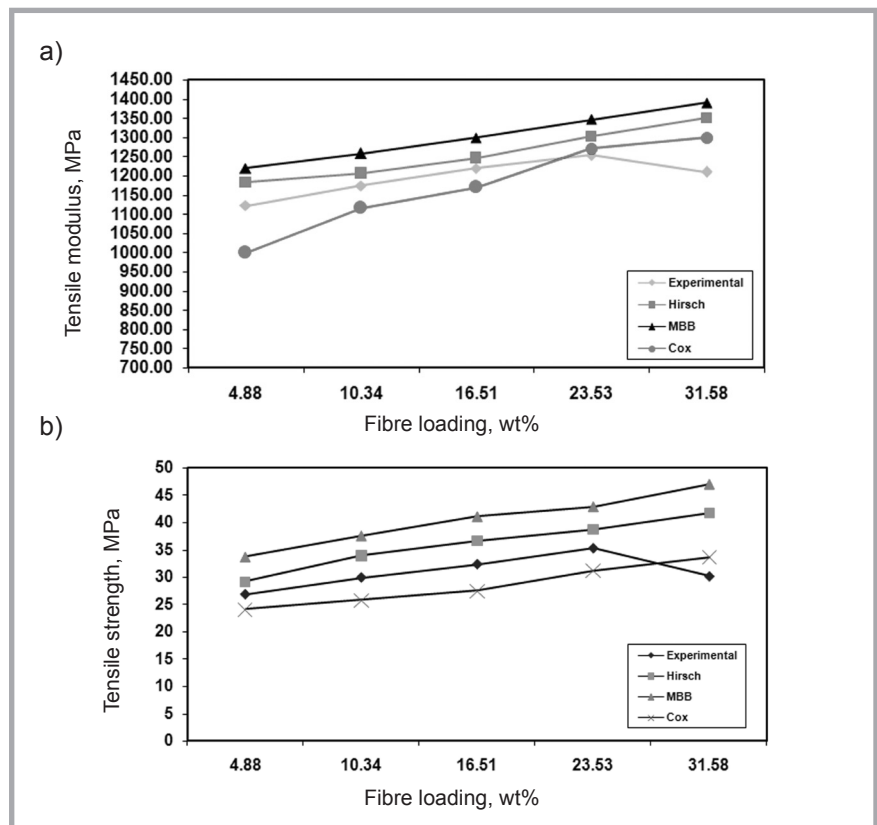 a)
Tensile modulus, MPa
1450.00
1400.00
1350.00
1300.00
1250.00
1200.00
1150.00
1100.00
1050.00
1000.00
950.00
900.00
850.00
800.00
750.00
700.00
Experimental
Hirsch
MBB
Cox
4.88 10.34 16.51 23.53 31.58
Fibre loading, wt%
b)
Tensile strength, MPa
50
45
40
35
30
25
20
15
10
5
0
Experimental
Hirsch
MBB
Cox
4.88 10.34 16.51 23.53 31.58
Fibre loading, wt%